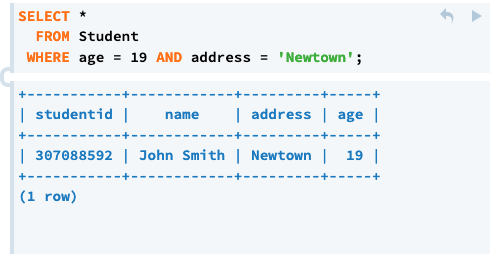 SELECT *
  FROM Student
 WHERE age = 19 AND address = 'Newtown';
+-----------+------------+---------+-----+
| studentid |    name    | address | age |
+-----------+------------+---------+-----+
| 307088592 | John Smith | Newtown |  19 |
+-----------+------------+---------+-----+
(1 row)